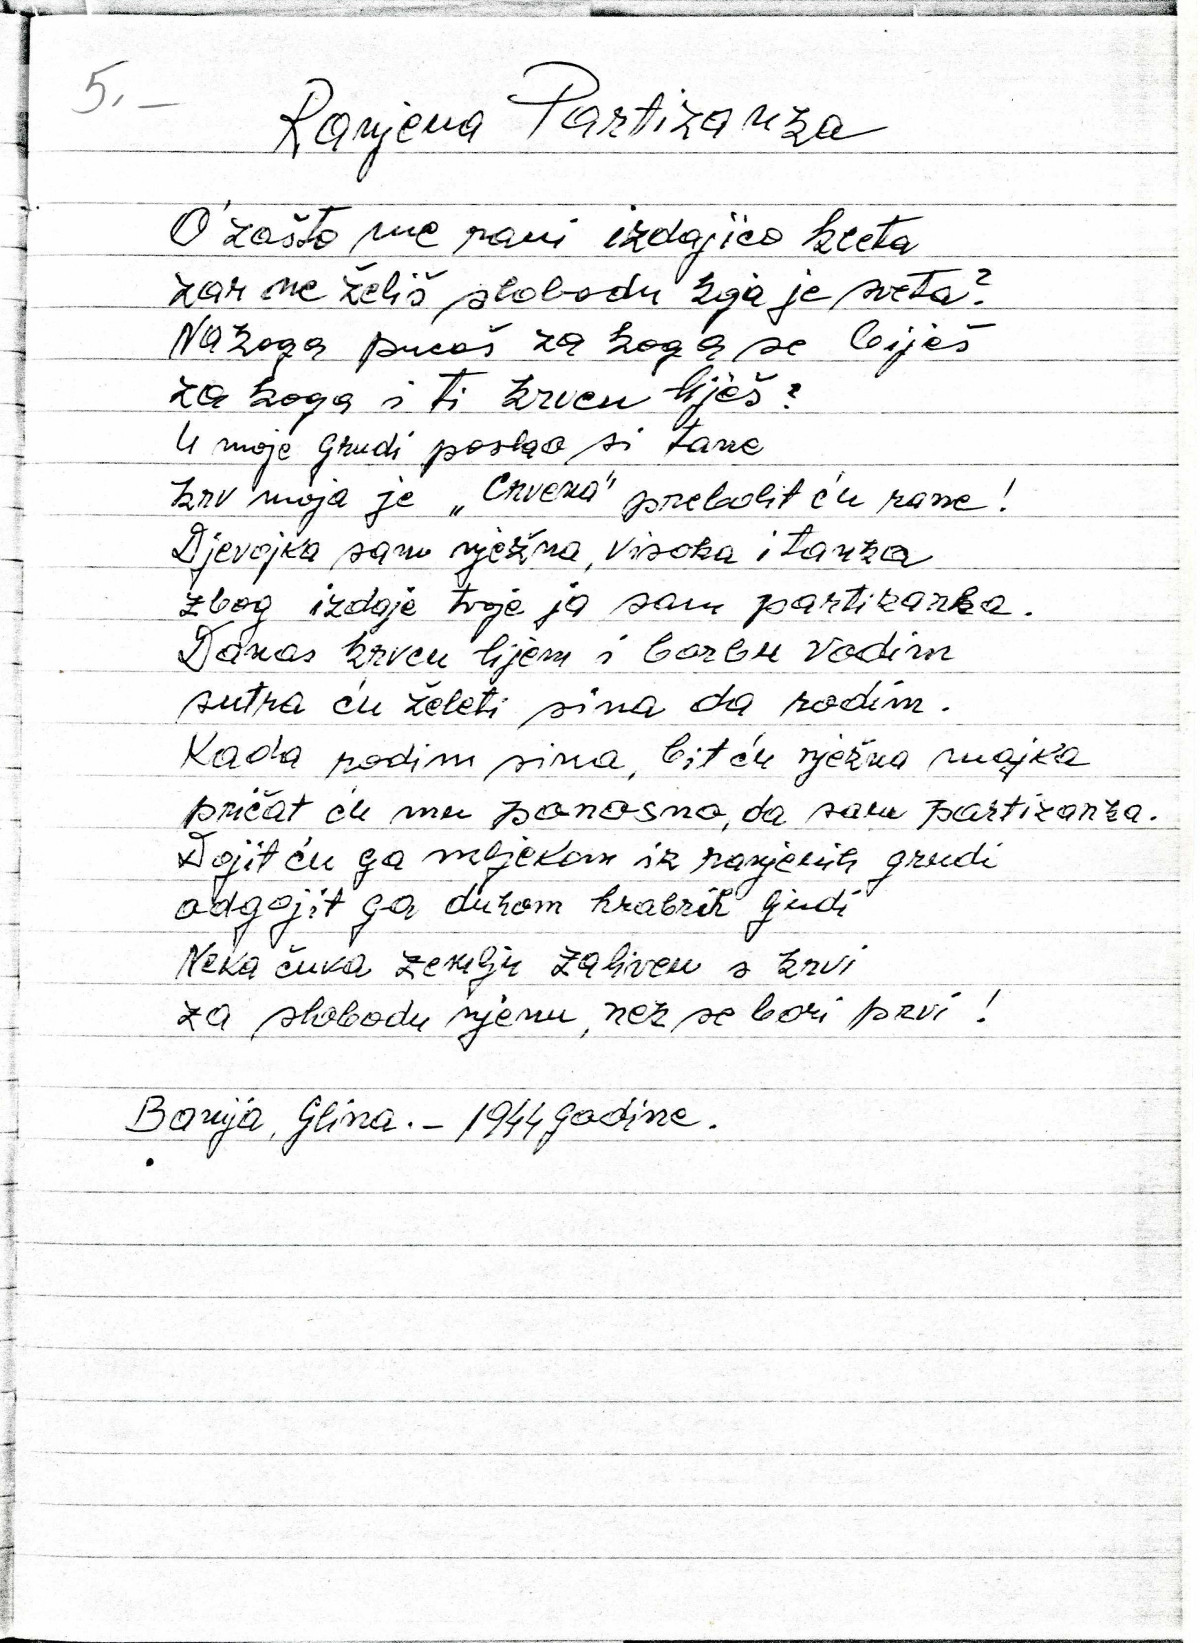 5.-
Ranjena Partizanka
O' zašto me rani izdajico kleta
zar ne želiš slobodu koja je sveta?
Na koga pucaš za koga se biješ
za koga i ti krvcu liješ?
U moje grudi poslao si tane
krv moja je „Crvena" prebolit ću rane!
Djevojka sam nježna, visoka i tanka
zbog izdaje tvoje ja sam partizanka.
Danas krvcu lijem i borbu vodim
sutra ću želeti sina da rodim.
Kada rodim sina, bit ću nježna majka
pričat ću mu ponosno, da sam partizanka.
Dojit ću ga mlijekom iz ranjenih grudi
odgojit ga duhom hrabrih ljudi
Neka čuva zemlju zalivenu s krvi
za slobodu njenu, nek se bori prvi!
Banija, Glina.- 1944 godine.